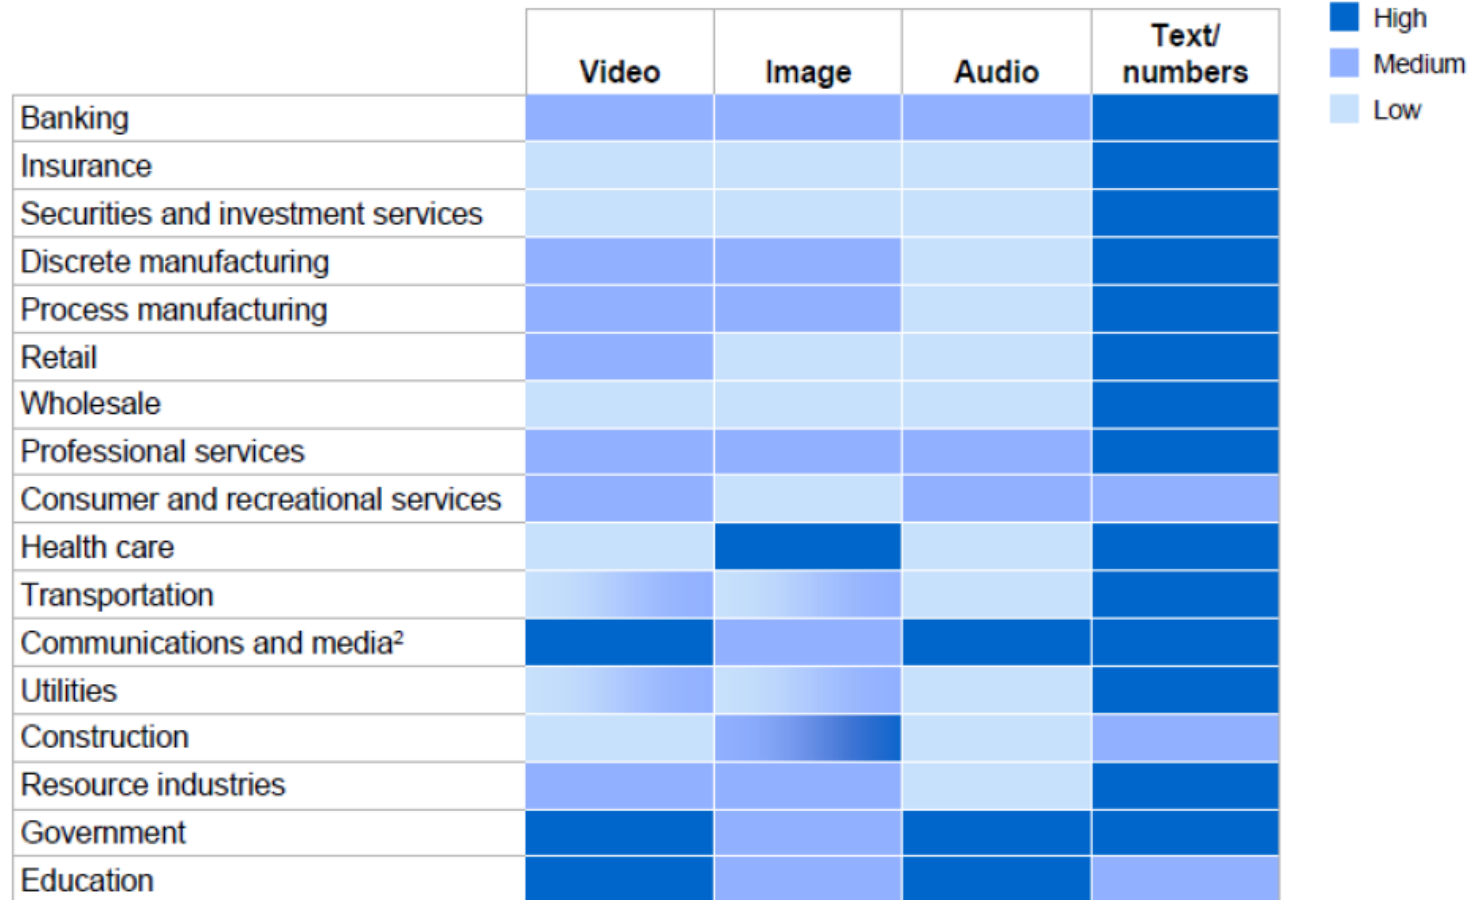 Video
Image
Audio
Text/
numbers
High
Medium
Low
Banking
Insurance
Securities and investment services
Discrete manufacturing
Process manufacturing
Retail
Wholesale
Professional services
Consumer and recreational services
Health care
Transportation
Communications and media²
Utilities
Construction
Resource industries
Government
Education